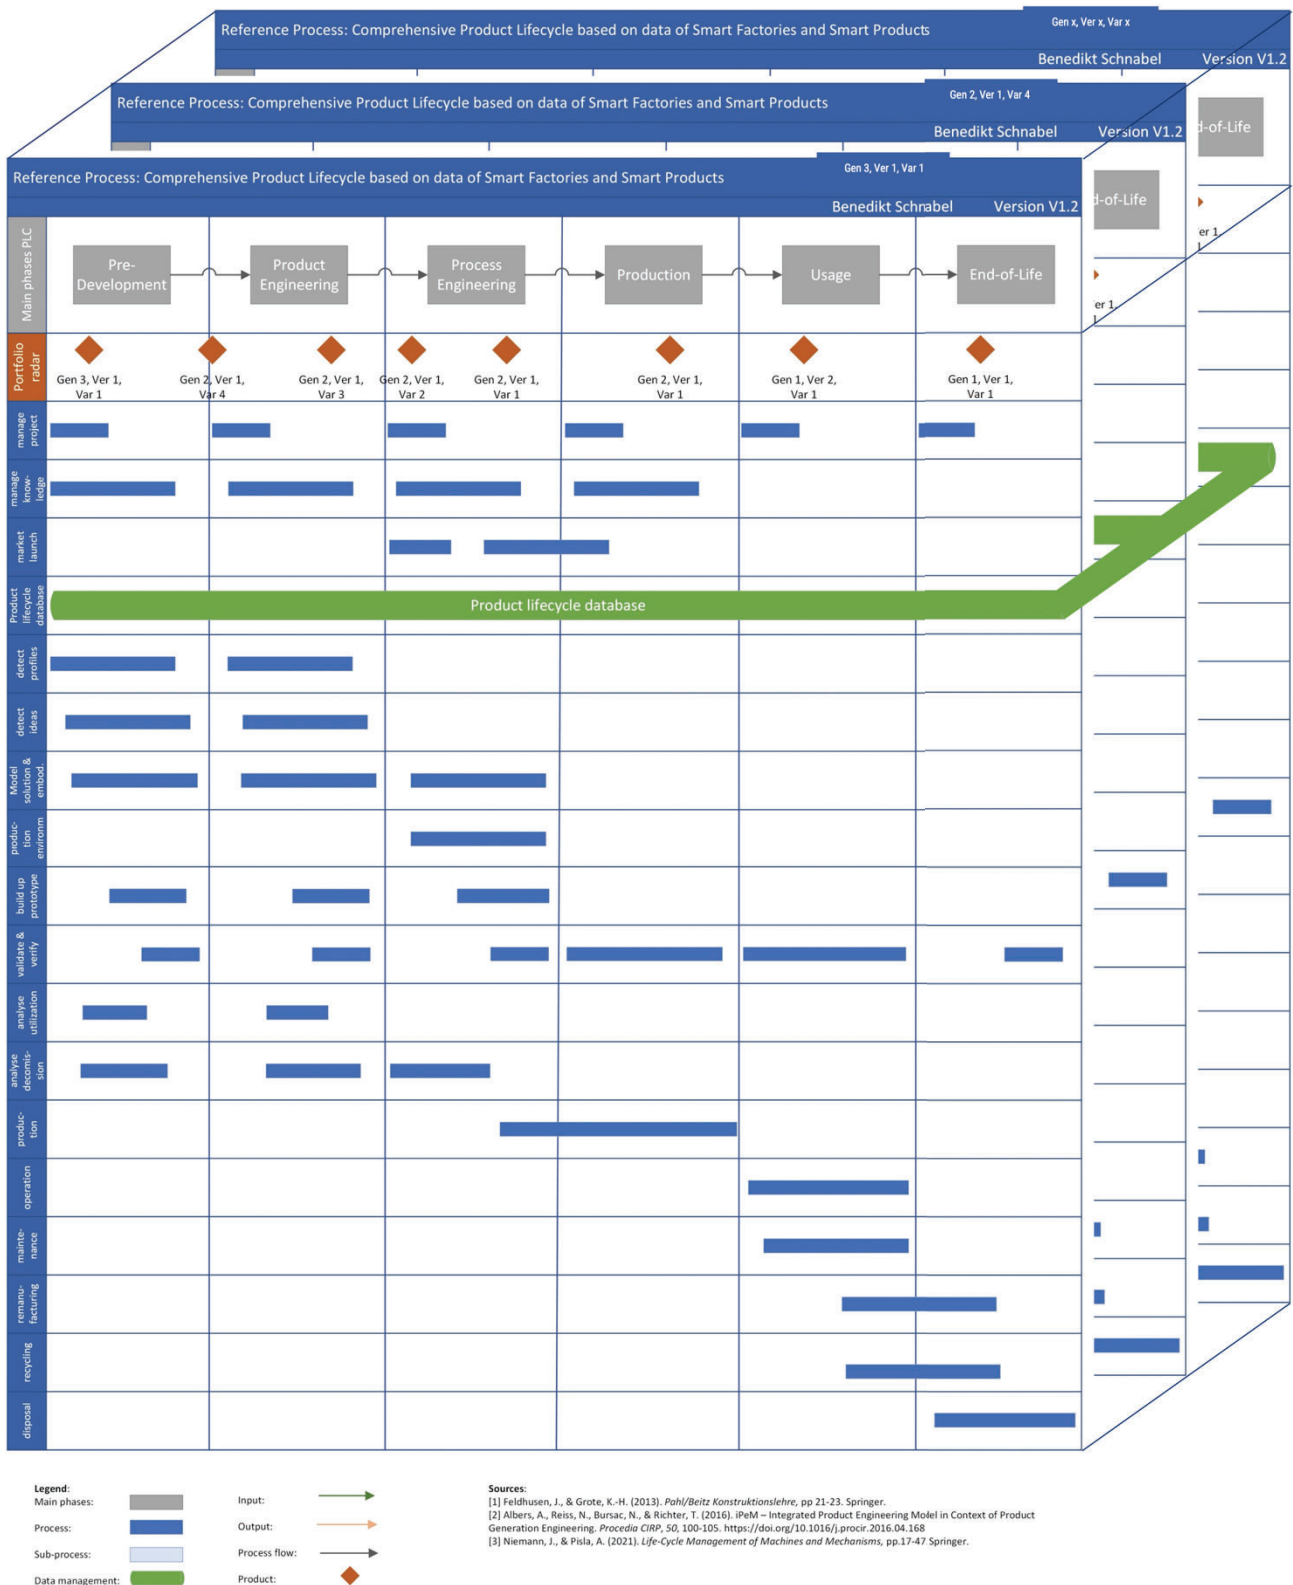 Gen x, Ver x, Var x
Reference Process: Comprehensive Product Lifecycle based on data of Smart Factories and Smart Products
Benedikt Schnabel Version V1.2
Gen 2, Ver 1, Var 4
Reference Process: Comprehensive Product Lifecycle based on data of Smart Factories and Smart Products
Benedikt Schnabel Version V1.2
d-of-Life
Gen 3, Ver 1, Var 1
Reference Process: Comprehensive Product Lifecycle based on data of Smart Factories and Smart Products
Benedikt Schnabel Version V1.2
d-of-Life
er 1,
er 1,
Main phases PLC
Pre-
Development
Product
Engineering
Process
Engineering
Production
Usage
End-of-Life
Portfolio
radar
Gen 3, Ver 1,
Var 1
Gen 2, Ver 1,
Var 4
Gen 2, Ver 1,
Var 3
Gen 2, Ver 1,
Var 2
Gen 2, Ver 1,
Var 1
Gen 2, Ver 1,
Var 1
Gen 1, Ver 2,
Var 1
Gen 1, Ver 1,
Var 1
manage
project
manage
know-
ledge
market
launch
Product
lifecycle
database
Product lifecycle database
detect
profiles
detect
ideas
Model
solution &
embod.
produc-
tion
environm
build up
prototype
validate &
verify
analyse
utilization
analyse
decomis-
sion
produc-
tion
operation
mainte-
nance
remanu-
facturing
recycling
disposal
Legend:
Main phases:
Process:
Sub-process:
Data management:
Input:
Output:
Process flow:
Product:
Sources:
[1] Feldhusen, J., & Grote, K.-H. (2013). Pahl/Beitz Konstruktionslehre, pp 21-23. Springer.
[2] Albers, A., Reiss, N., Bursac, N., & Richter, T. (2016). iPeM – Integrated Product Engineering Model in Context of Product
Generation Engineering. Procedia CIRP, 50, 100-105. https://doi.org/10.1016/j.procir.2016.04.168
[3] Niemann, J., & Pisla, A. (2021). Life-Cycle Management of Machines and Mechanisms, pp.17-47 Springer.